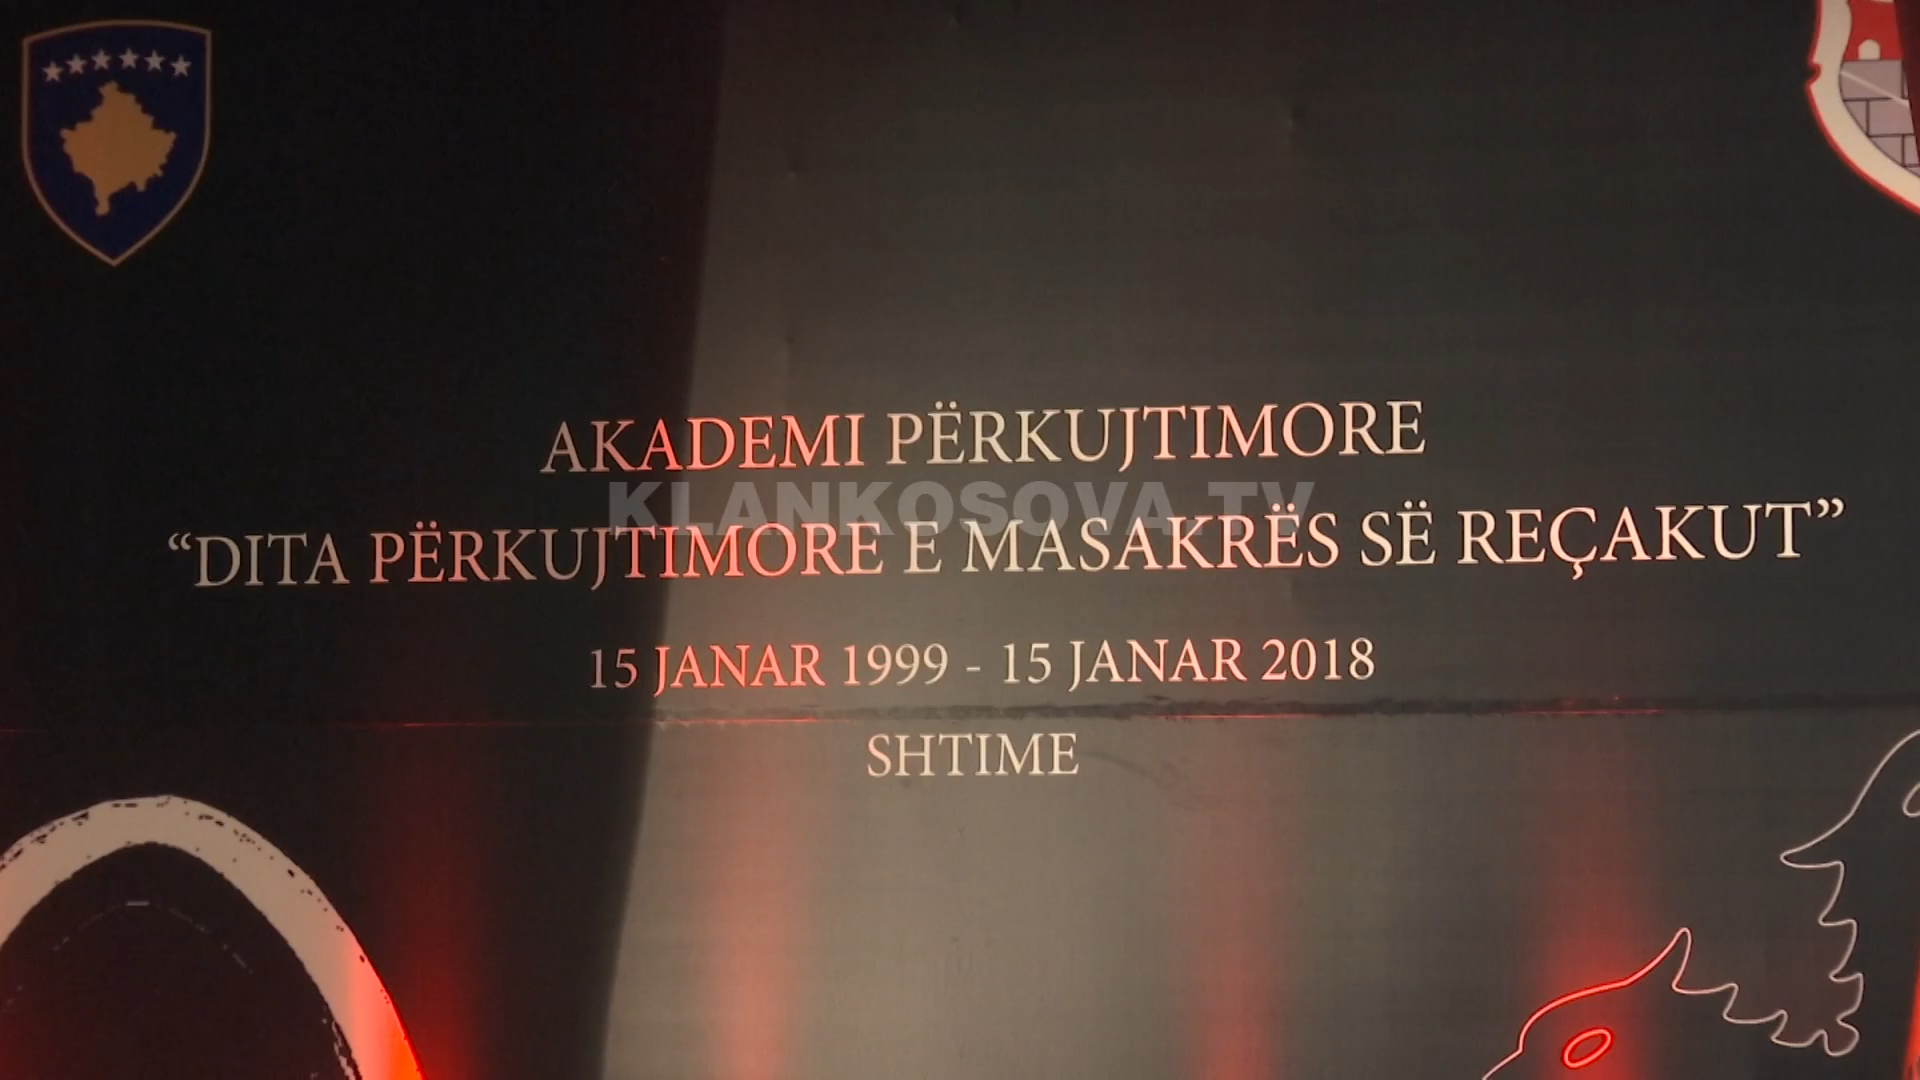 AKADEMI PËRKUJTIMORE
KLANKOSOVA.TV
“DITA PËRKUJTIMORE E MASAKRËS SË REÇAKUT”
15 JANAR 1999 - 15 JANAR 2018
SHTIME